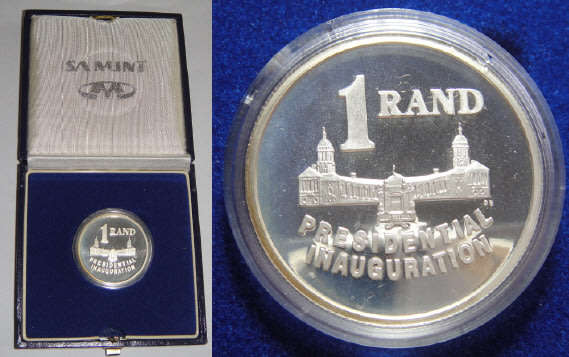 SA MINT
1 RAND
PRESIDENTIAL
INAUGURATION
1 RAND
PRESIDENTIAL
INAUGURATION